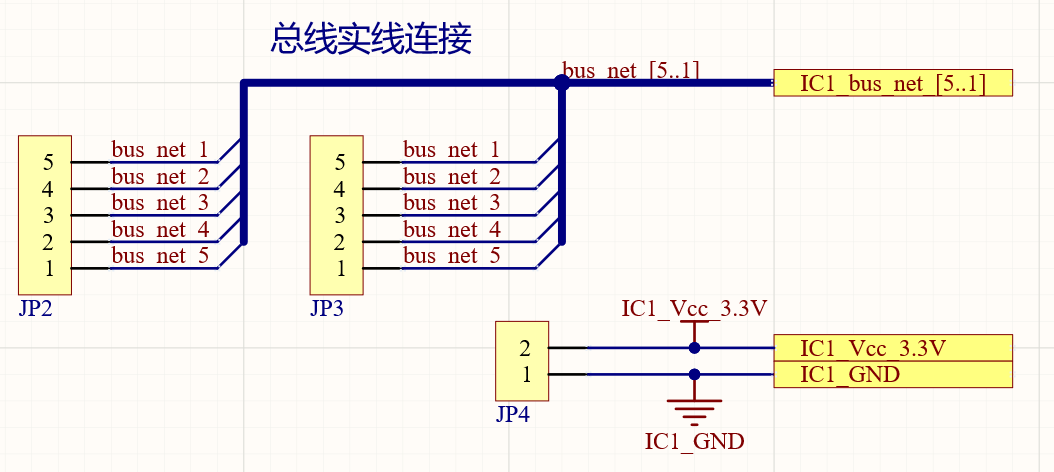 总线实线连接
bus_net_[5..1]
IC1_bus_net_[5..1]
5 bus_net_1
4 bus_net_2
3 bus_net_3
2 bus_net_4
1 bus_net_5
JP2
5 bus_net_1
4 bus_net_2
3 bus_net_3
2 bus_net_4
1 bus_net_5
JP3
IC1_Vcc_3.3V
2
1
JP4
IC1_Vcc_3.3V
IC1_GND
IC1_GND